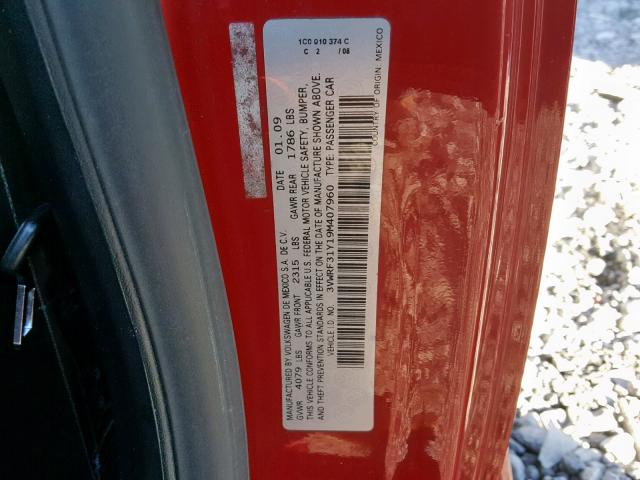 1C0 010 374 C
C 2 / 08
MANUFACTURED BY VOLKSWAGEN DE MEXICO S.A. DE C.V. DATE 01.09
GVWR 4079 LBS GAWR FRONT 2315 LBS GAWR REAR 1786 LBS
THIS VEHICLE CONFORMS TO ALL APPLICABLE U.S. FEDERAL MOTOR VEHICLE SAFETY, BUMPER,
AND THEFT PREVENTION STANDARDS IN EFFECT ON THE DATE OF MANUFACTURE SHOWN ABOVE.
VEHICLE I.D. NO. 3VWRF31Y19M407960 TYPE: PASSENGER CAR
COUNTRY OF ORIGIN: MEXICO